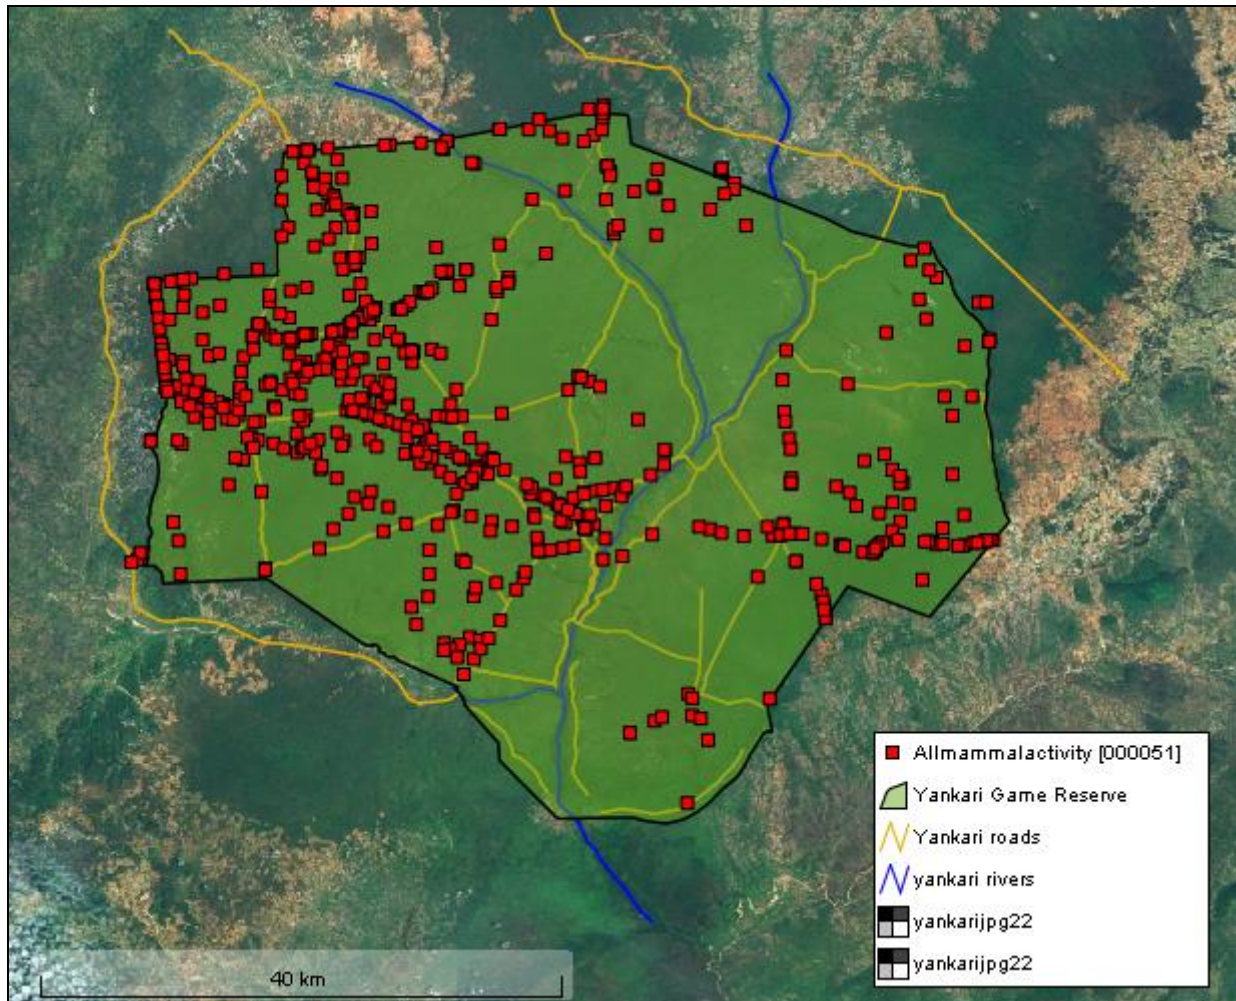 Allmammalactivity [000051]
Yankari Game Reserve
Yankari roads
yankari rivers
yankarijpg22
yankarijpg22
40 km